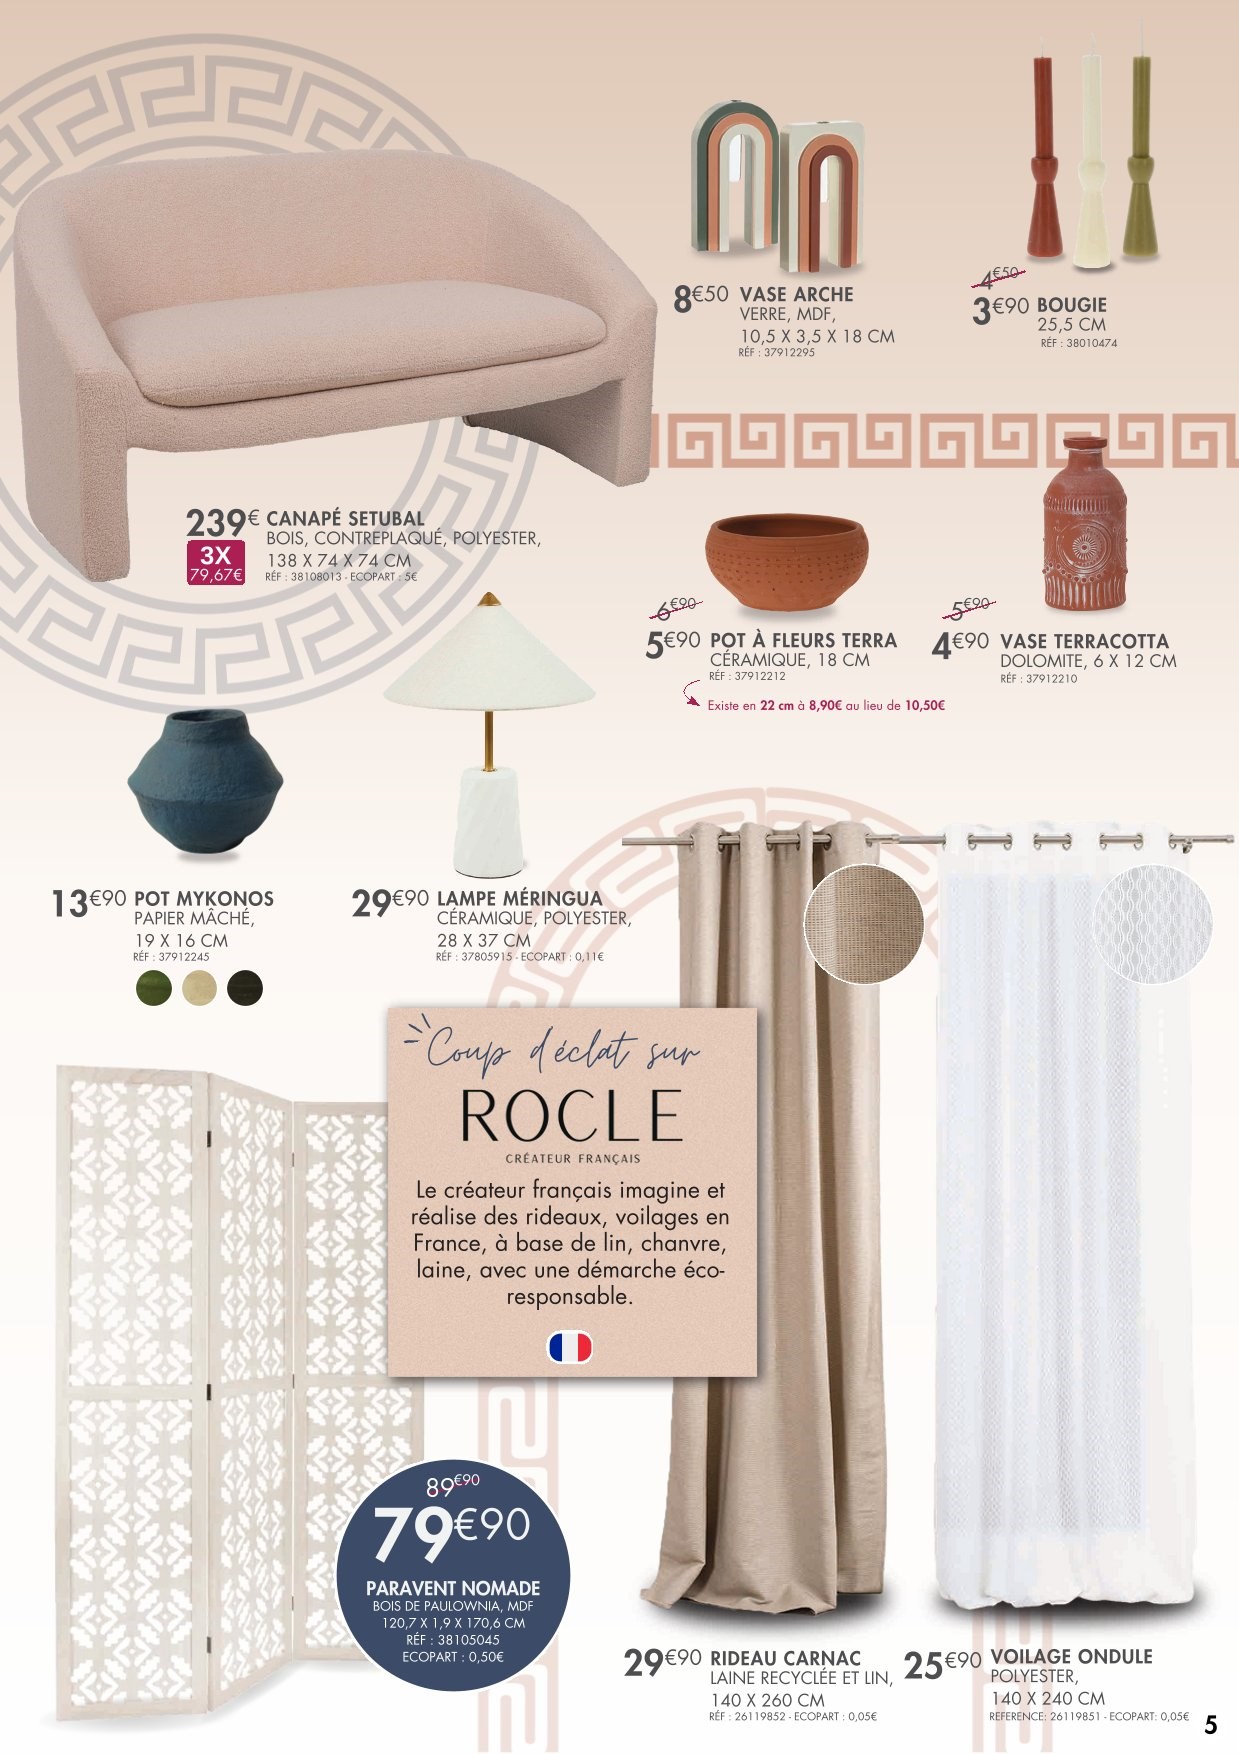 8€50 VASE ARCHE
VERRE, MDF,
10,5 X 3,5 X 18 CM
RÉF : 37912295
4€50
3€90 BOUGIE
25,5 CM
RÉF : 38010474
239€ CANAPÉ SETUBAL
BOIS, CONTREPLAQUÉ, POLYESTER,
3X
79,67€
138 X 74 X 74 CM
RÉF : 38108013 - ECOPART : 5€
6€90
5€90 POT À FLEURS TERRA
CÉRAMIQUE, 18 CM
RÉF : 37912212
Existe en 22 cm à 8,90€ au lieu de 10,50€
5€90
4€90 VASE TERRACOTTA
DOLOMITE, 6 X 12 CM
RÉF : 37912210
13€90 POT MYKONOS
PAPIER MÂCHÉ,
19 X 16 CM
RÉF : 37912245
29€90 LAMPE MÉRINGUA
CÉRAMIQUE, POLYESTER,
28 X 37 CM
RÉF : 37805915 - ECOPART : 0,11€
Coup d'éclat sur
ROCLE
CRÉATEUR FRANÇAIS
Le créateur français imagine et
réalise des rideaux, voilages en
France, à base de lin, chanvre,
laine, avec une démarche éco-
responsable.
89€90
79€90
PARAVENT NOMADE
BOIS DE PAULOWNIA, MDF
120,7 X 1,9 X 170,6 CM
RÉF : 38105045
ECOPART : 0,50€
29€90 RIDEAU CARNAC
LAINE RECYCLÉE ET LIN,
140 X 260 CM
RÉF : 26119852 - ECOPART : 0,05€
25€90 VOILAGE ONDULE
POLYESTER,
140 X 240 CM
REFERENCE: 26119851 - ECOPART: 0,05€
5